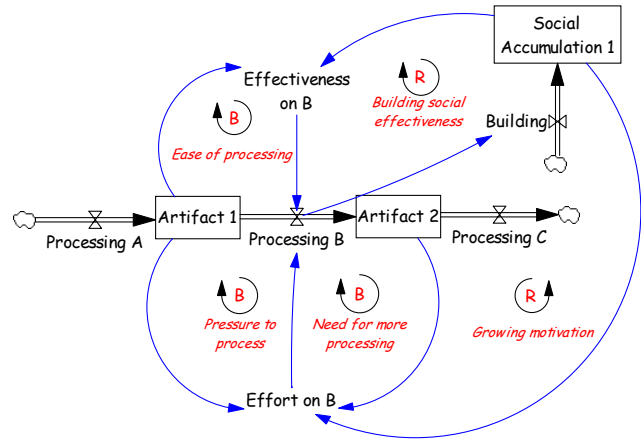 Social
Accumulation 1
Effectiveness
on B
R
Building social
effectiveness
B
Ease of processing
Building
Artifact 1
Artifact 2
Processing A
Processing B
Processing C
B
Pressure to
process
B
Need for more
processing
R
Growing motivation
Effort on B